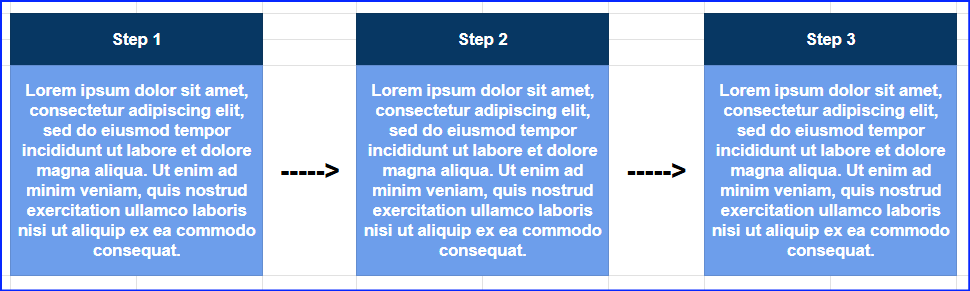 Step 1
Lorem ipsum dolor sit amet,
consectetur adipiscing elit,
sed do eiusmod tempor
incididunt ut labore et dolore
magna aliqua. Ut enim ad
minim veniam, quis nostrud
exercitation ullamco laboris
nisi ut aliquip ex ea commodo
consequat.
----->
Step 2
Lorem ipsum dolor sit amet,
consectetur adipiscing elit,
sed do eiusmod tempor
incididunt ut labore et dolore
magna aliqua. Ut enim ad
minim veniam, quis nostrud
exercitation ullamco laboris
nisi ut aliquip ex ea commodo
consequat.
----->
Step 3
Lorem ipsum dolor sit amet,
consectetur adipiscing elit,
sed do eiusmod tempor
incididunt ut labore et dolore
magna aliqua. Ut enim ad
minim veniam, quis nostrud
exercitation ullamco laboris
nisi ut aliquip ex ea commodo
consequat.